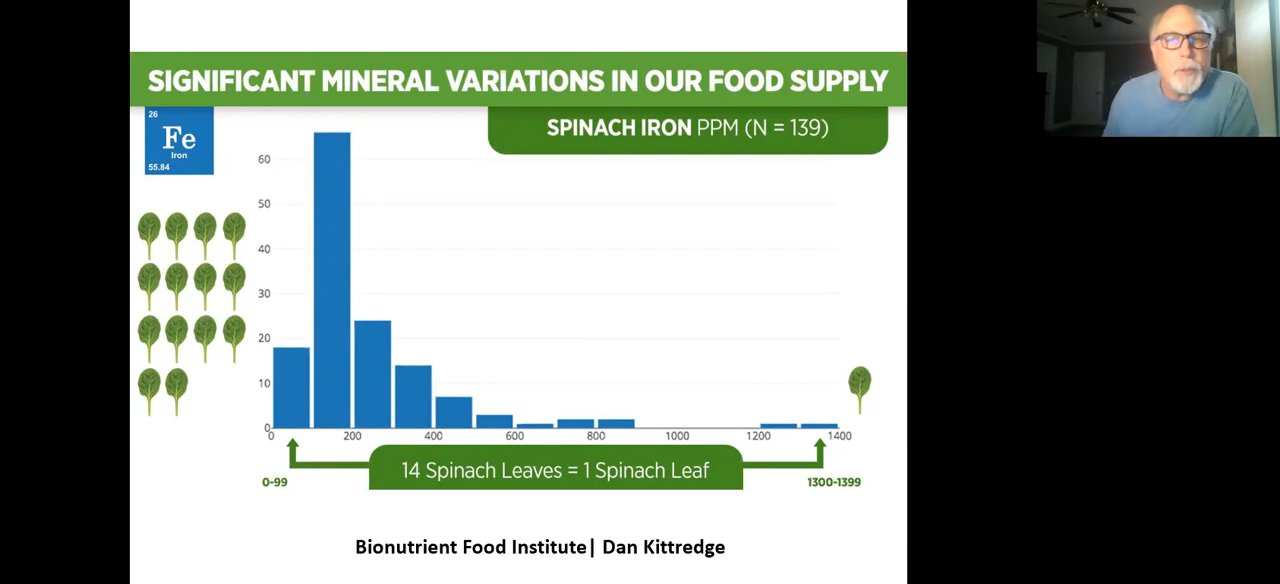 SIGNIFICANT MINERAL VARIATIONS IN OUR FOOD SUPPLY
26
Fe
Iron
55.84
SPINACH IRON PPM (N = 139)
60
50
40
30
20
10
0
0 200 400 600 800 1000 1200 1400
14 Spinach Leaves = 1 Spinach Leaf
0-99 1300-1399
Bionutrient Food Institute| Dan Kittredge